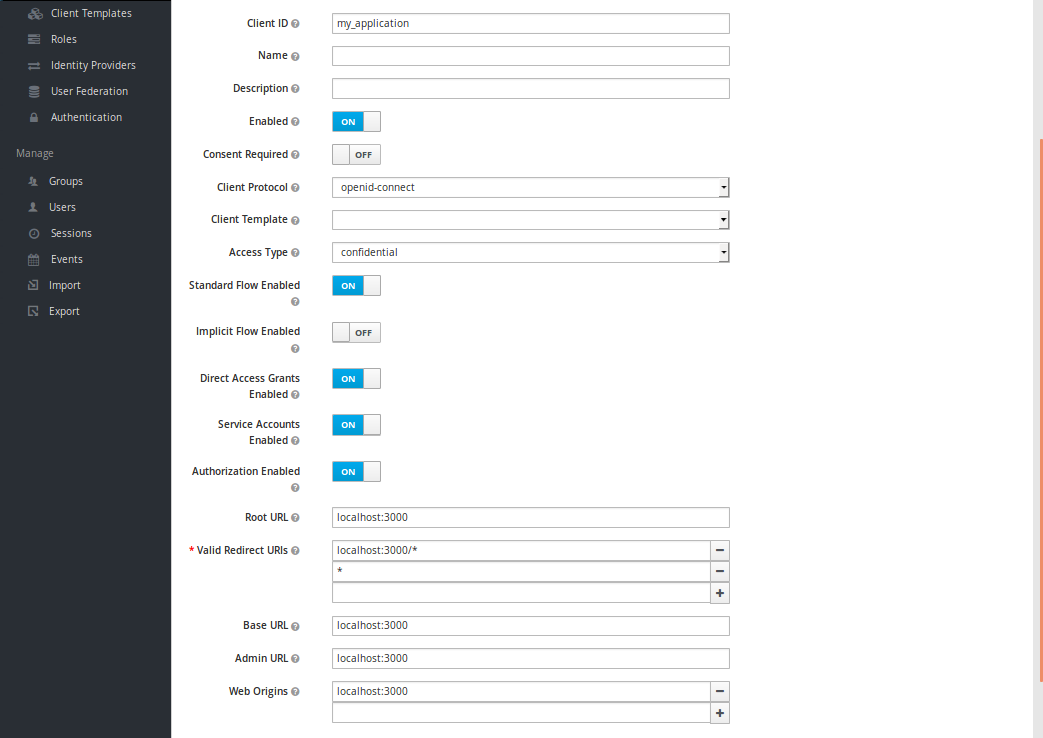 Client Templates
Roles
Identity Providers
User Federation
Authentication
Manage
Groups
Users
Sessions
Events
Import
Export
Client ID my_application
Name
Description
Enabled ON
Consent Required OFF
Client Protocol openid-connect
Client Template
Access Type confidential
Standard Flow Enabled ON
Implicit Flow Enabled OFF
Direct Access Grants ON
Enabled
Service Accounts ON
Enabled
Authorization Enabled ON
Root URL localhost:3000
* Valid Redirect URIs localhost:3000/*
*
Base URL localhost:3000
Admin URL localhost:3000
Web Origins localhost:3000